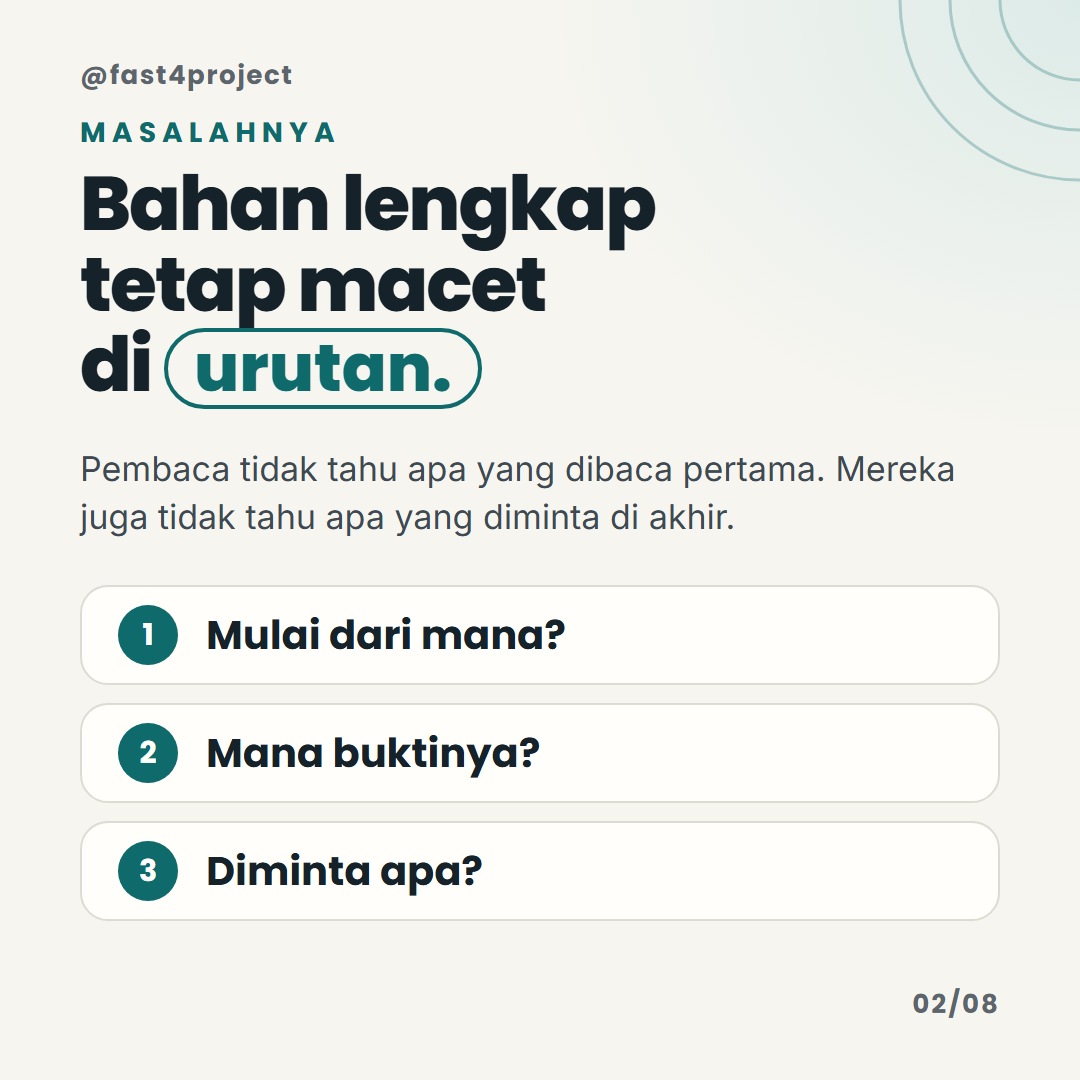 @fast4project
MASALAHNYA
Bahan lengkap
tetap macet
di urutan.
Pembaca tidak tahu apa yang dibaca pertama. Mereka
juga tidak tahu apa yang diminta di akhir.
1 Mulai dari mana?
2 Mana buktinya?
3 Diminta apa?
02/08